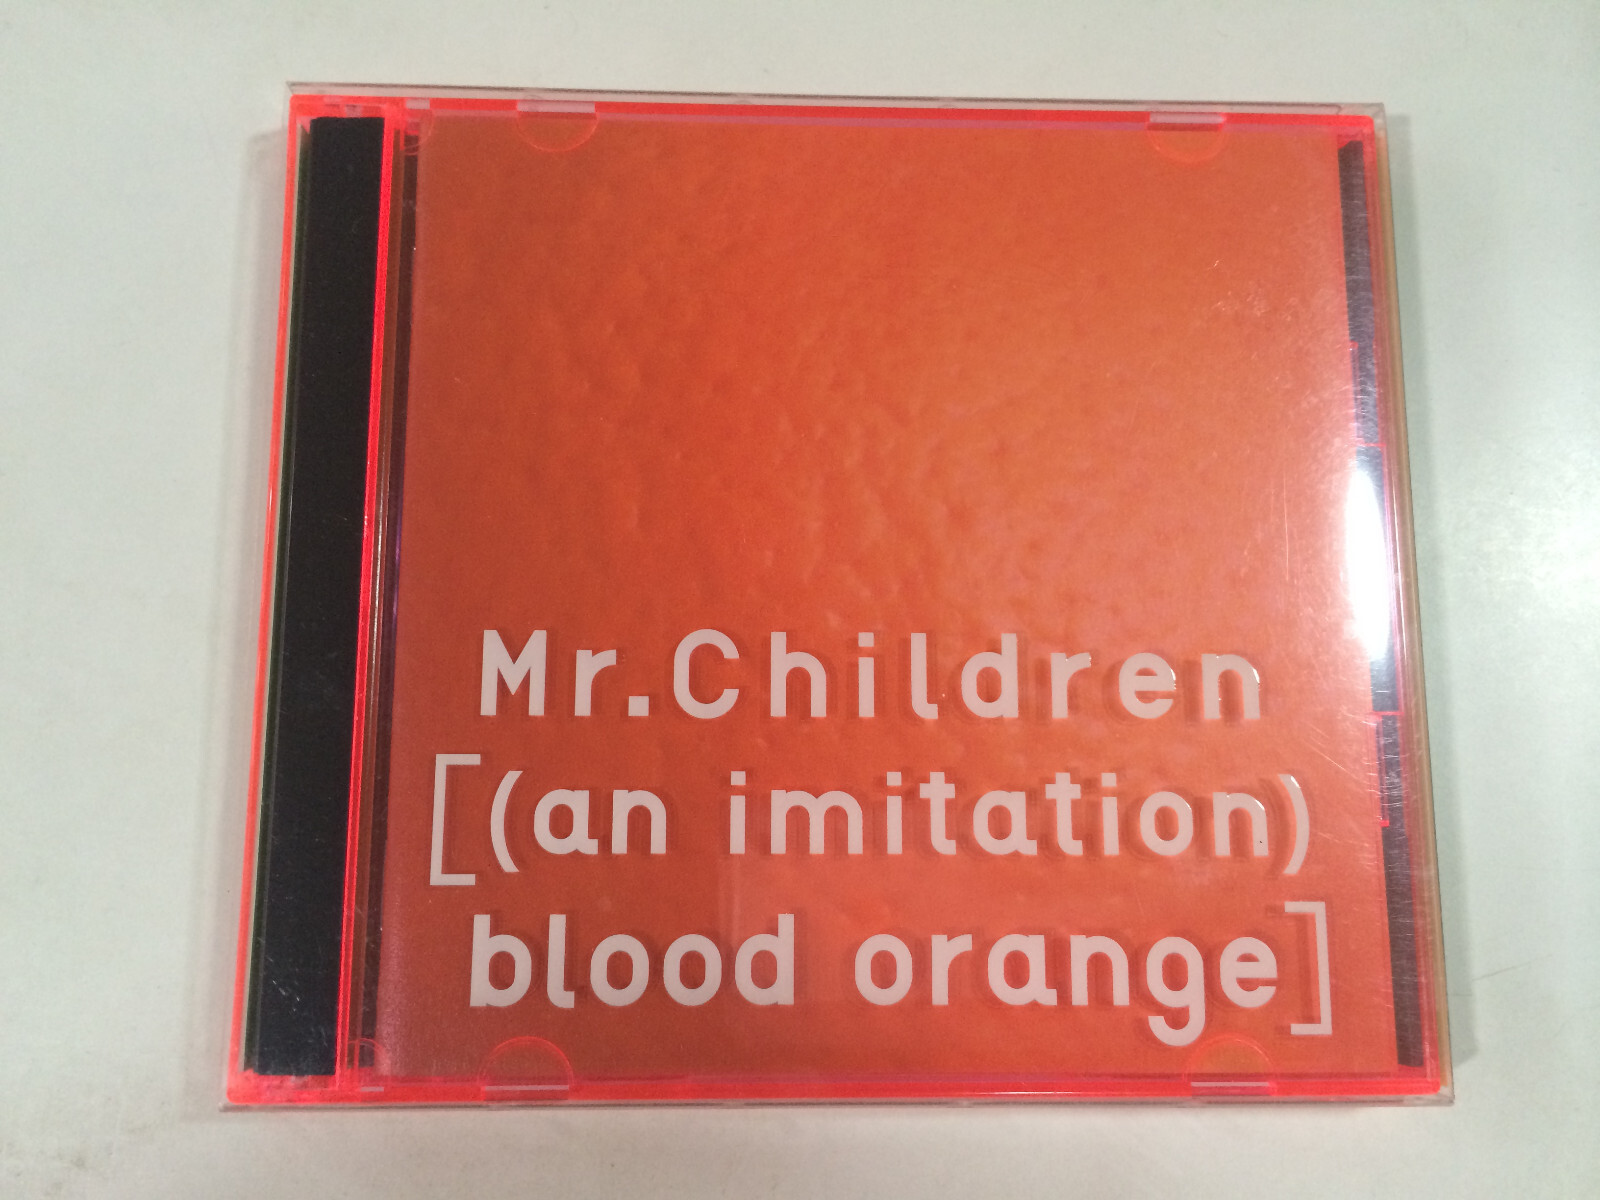 Mr.Children
[(an imitation)
blood orange]